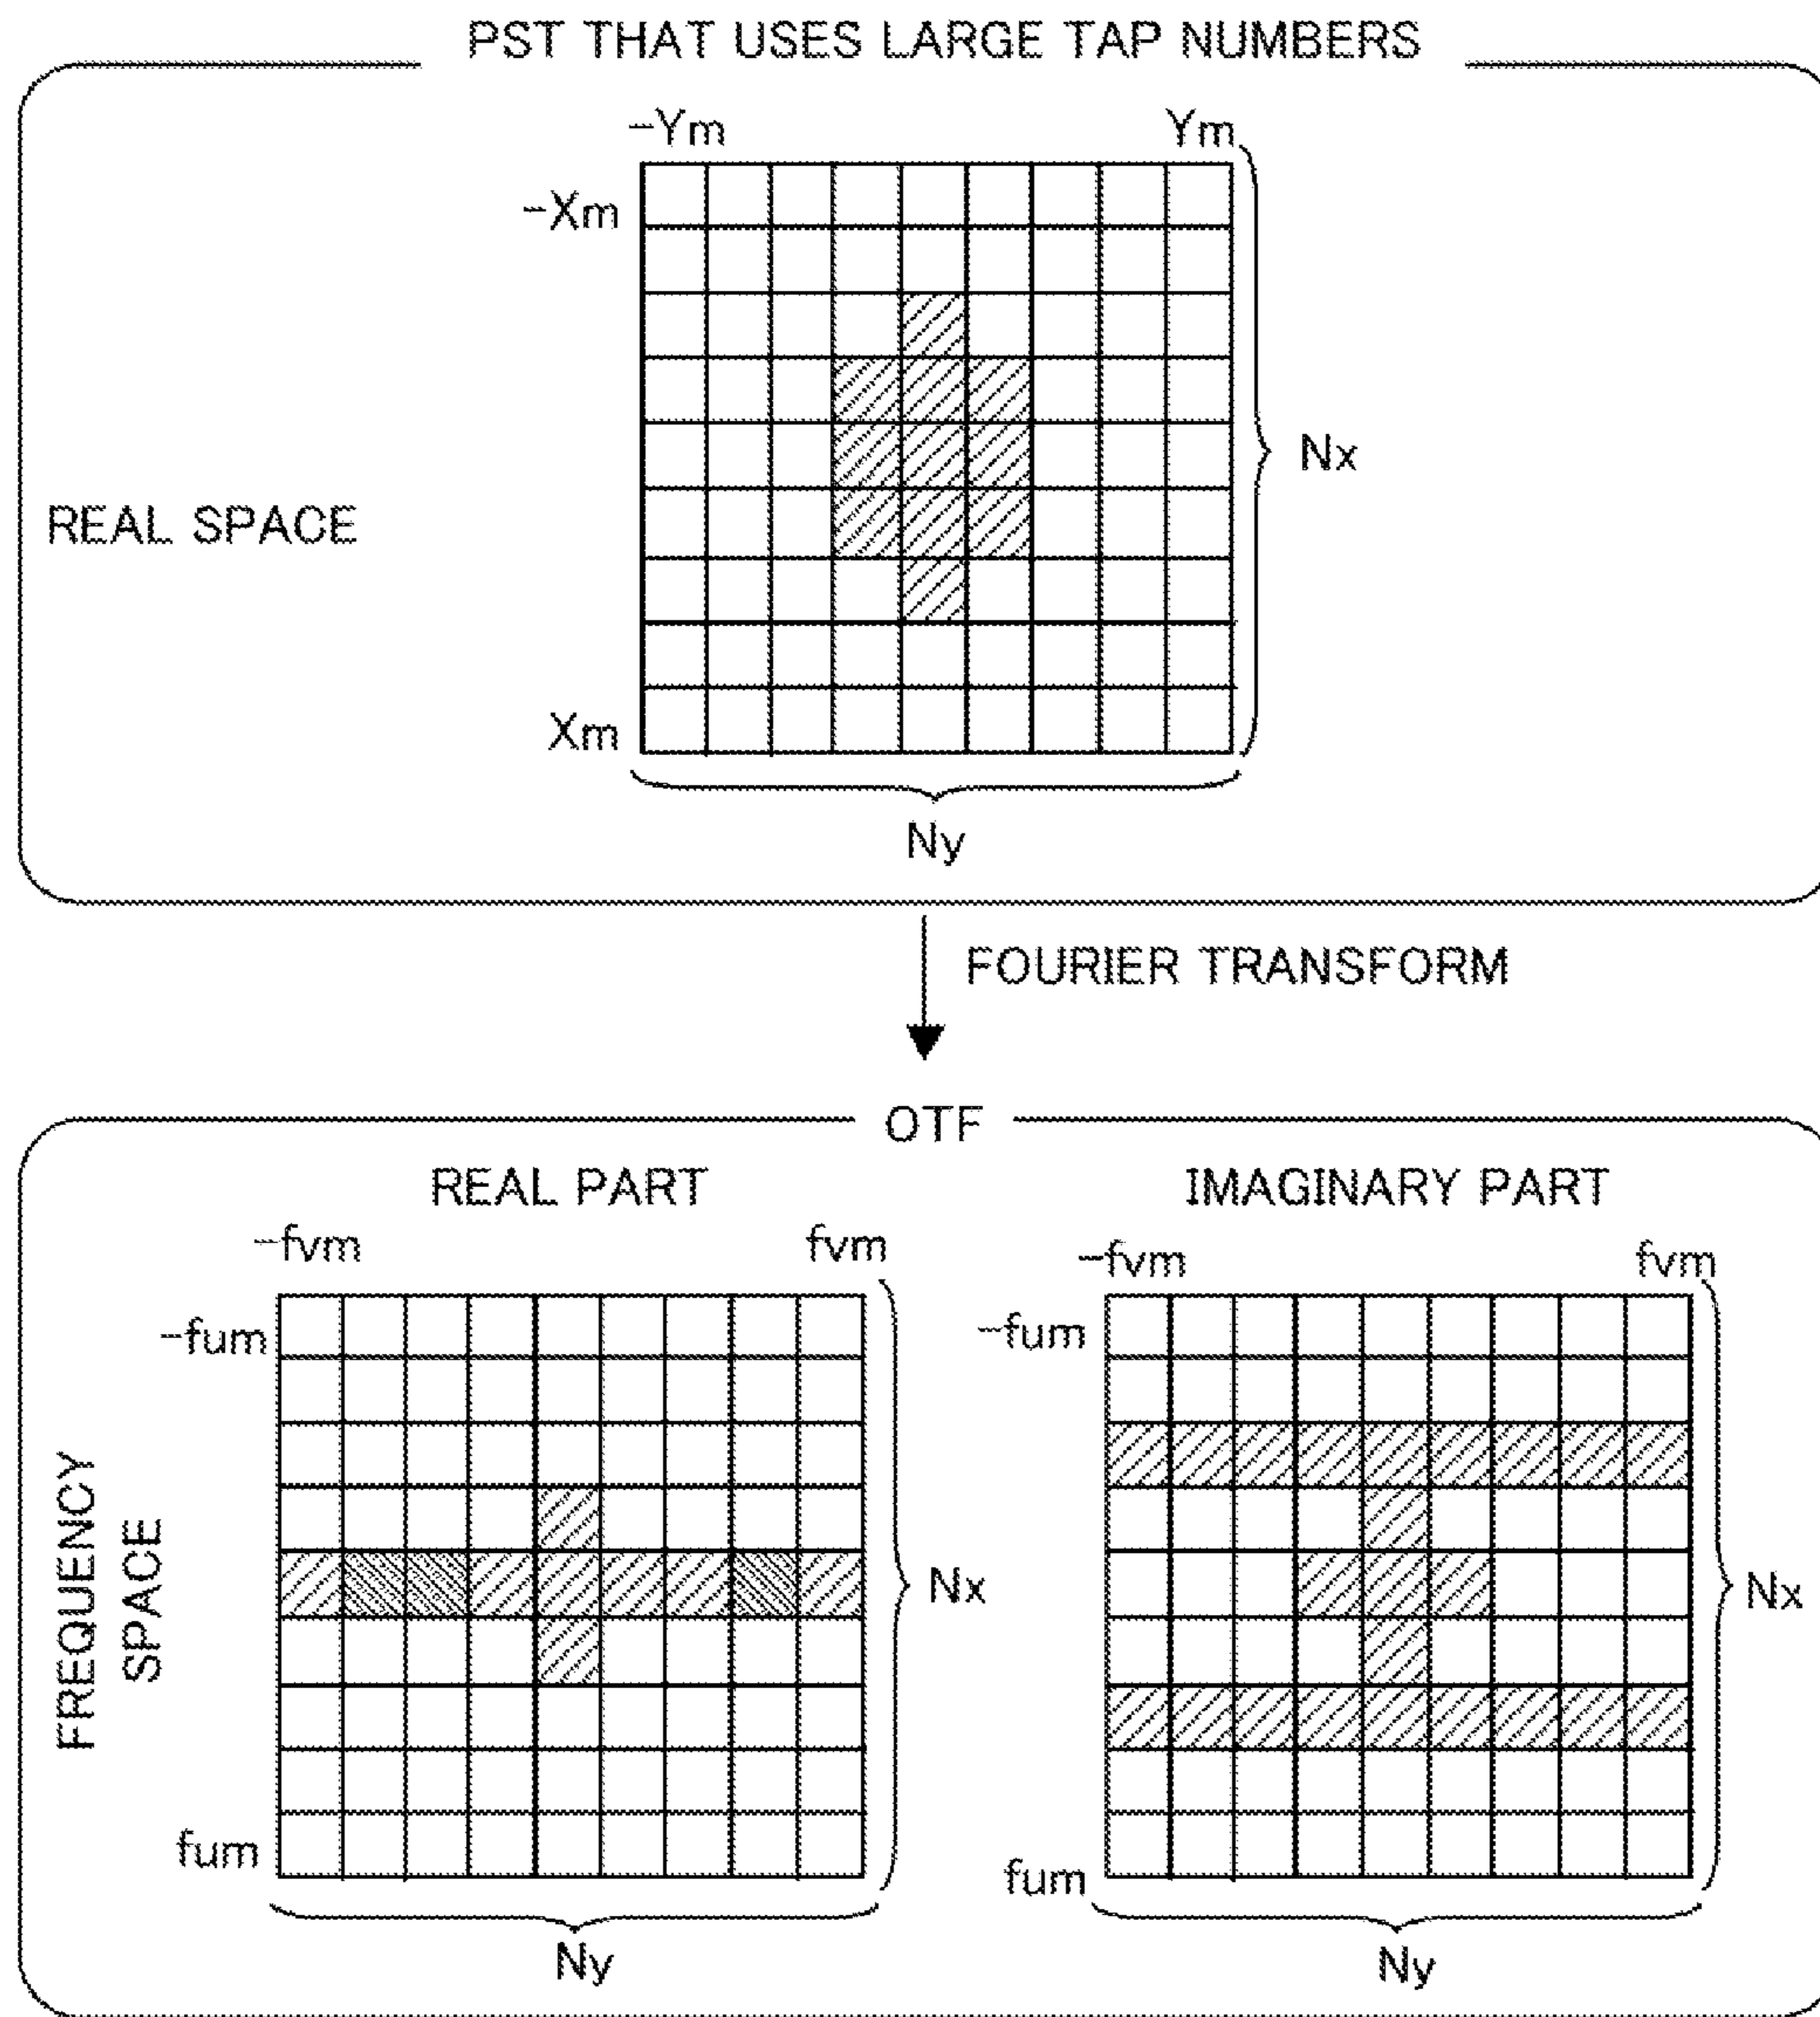 PST THAT USES LARGE TAP NUMBERS
-Ym
Ym
-Xm
Nx
REAL SPACE
Xm
Ny
FOURIER TRANSFORM
OTF
REAL PART
IMAGINARY PART
-fvm
fvm
-fvm
fvm
-fum
-fum
FREQUENCY
SPACE
Nx
Nx
fum
fum
Ny
Ny